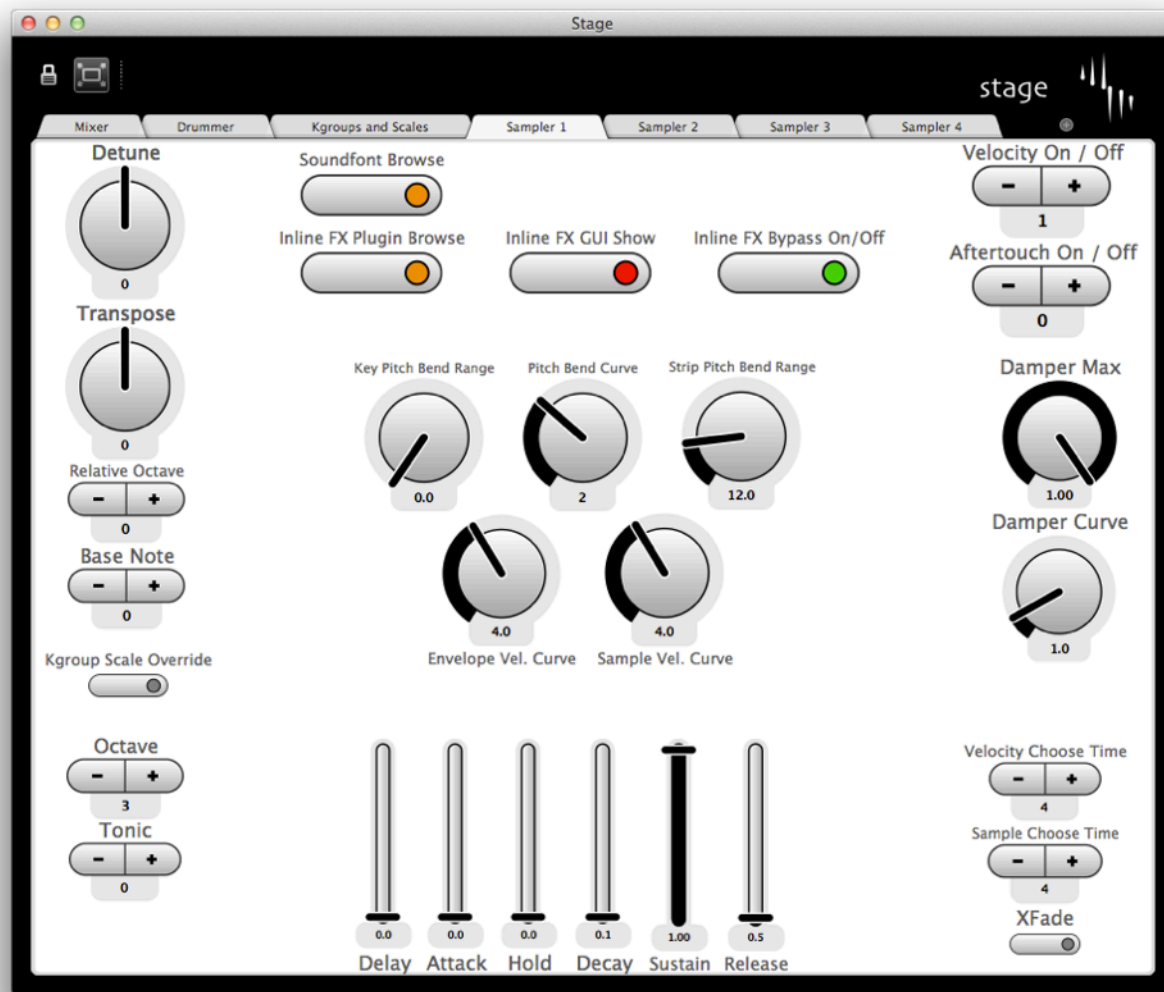 Stage
stage
Mixer Drummer Kgroups and Scales Sampler 1 Sampler 2 Sampler 3 Sampler 4
Detune
0
Transpose
0
Relative Octave
- +
0
Base Note
- +
0
Kgroup Scale Override
Octave
- +
3
Tonic
- +
0
Soundfont Browse
Inline FX Plugin Browse Inline FX GUI Show Inline FX Bypass On/Off
Key Pitch Bend Range Pitch Bend Curve Strip Pitch Bend Range
0.0 2 12.0
4.0 4.0
Envelope Vel. Curve Sample Vel. Curve
0.0 0.0 0.0 0.1 1.00 0.5
Delay Attack Hold Decay Sustain Release
Velocity On / Off
- +
1
Aftertouch On / Off
- +
0
Damper Max
1.00
Damper Curve
1.0
Velocity Choose Time
- +
4
Sample Choose Time
- +
4
XFade